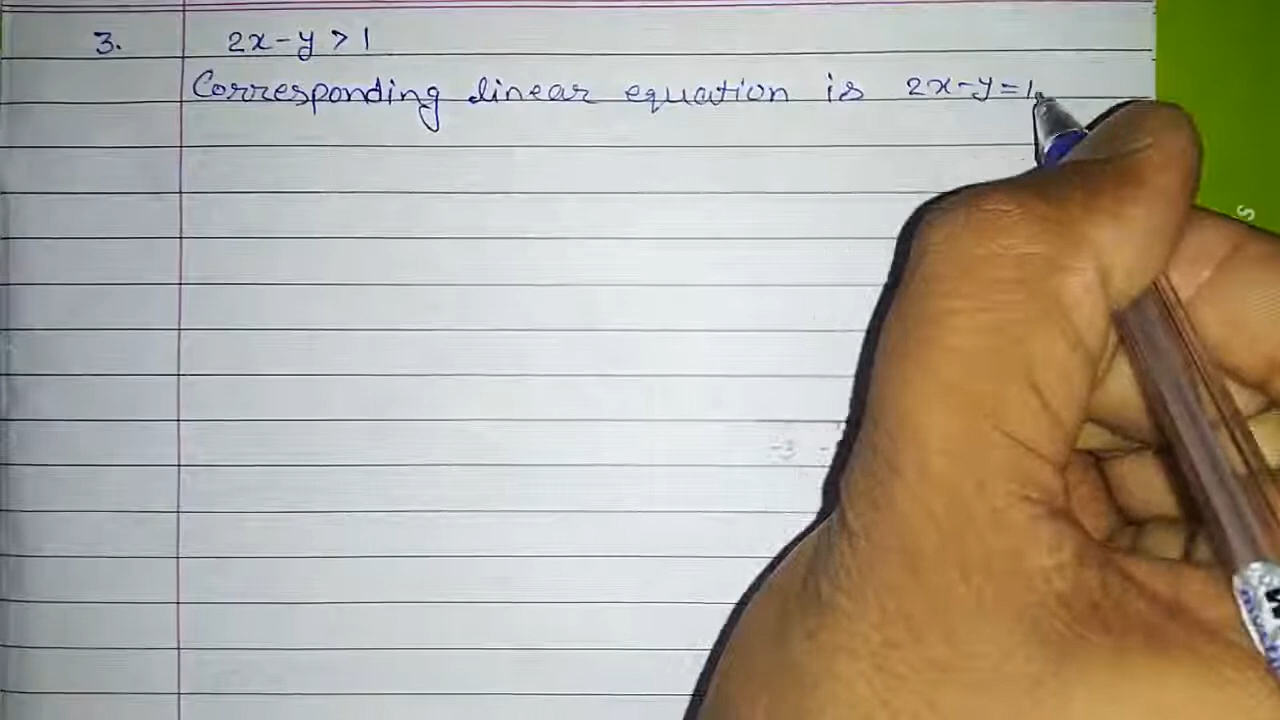 3. 2x-y > 1
Corresponding linear equation is 2x-y=1.
S